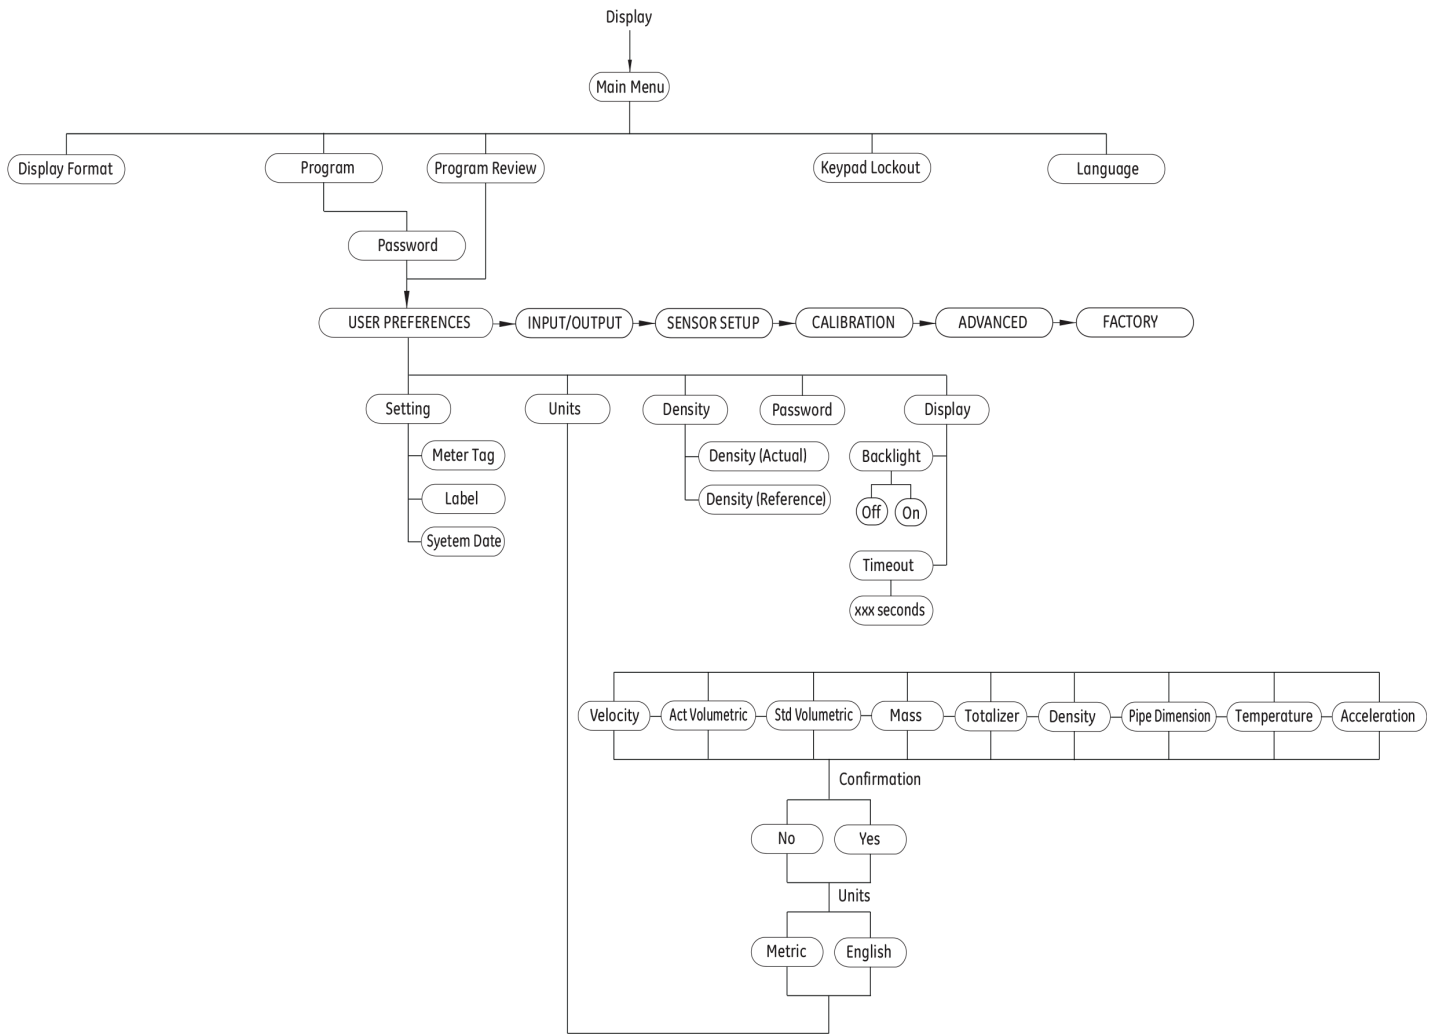 Display
Main Menu
Display Format
Program
Program Review
Keypad Lockout
Language
Password
USER PREFERENCES
INPUT/OUTPUT
SENSOR SETUP
CALIBRATION
ADVANCED
FACTORY
Setting
Units
Density
Password
Display
Meter Tag
Label
Syetem Date
Density (Actual)
Density (Reference)
Backlight
Off
On
Timeout
xxx seconds
Velocity
Act Volumetric
Std Volumetric
Mass
Totalizer
Density
Pipe Dimension
Temperature
Acceleration
Confirmation
No
Yes
Units
Metric
English